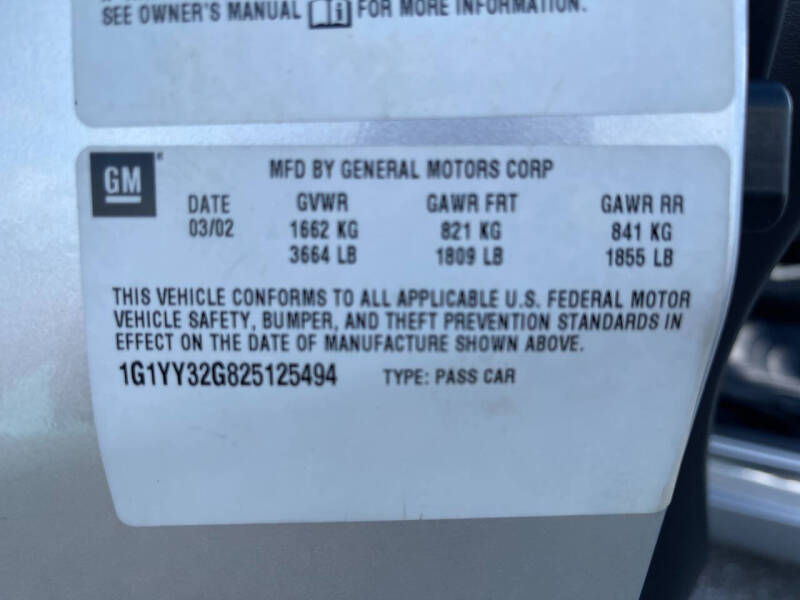 SEE OWNER'S MANUAL i FOR MORE INFORMATION.
GM®
MFD BY GENERAL MOTORS CORP
DATE GVWR GAWR FRT GAWR RR
03/02 1662 KG 821 KG 841 KG
3664 LB 1809 LB 1855 LB
THIS VEHICLE CONFORMS TO ALL APPLICABLE U.S. FEDERAL MOTOR
VEHICLE SAFETY, BUMPER, AND THEFT PREVENTION STANDARDS IN
EFFECT ON THE DATE OF MANUFACTURE SHOWN ABOVE.
1G1YY32G825125494 TYPE: PASS CAR